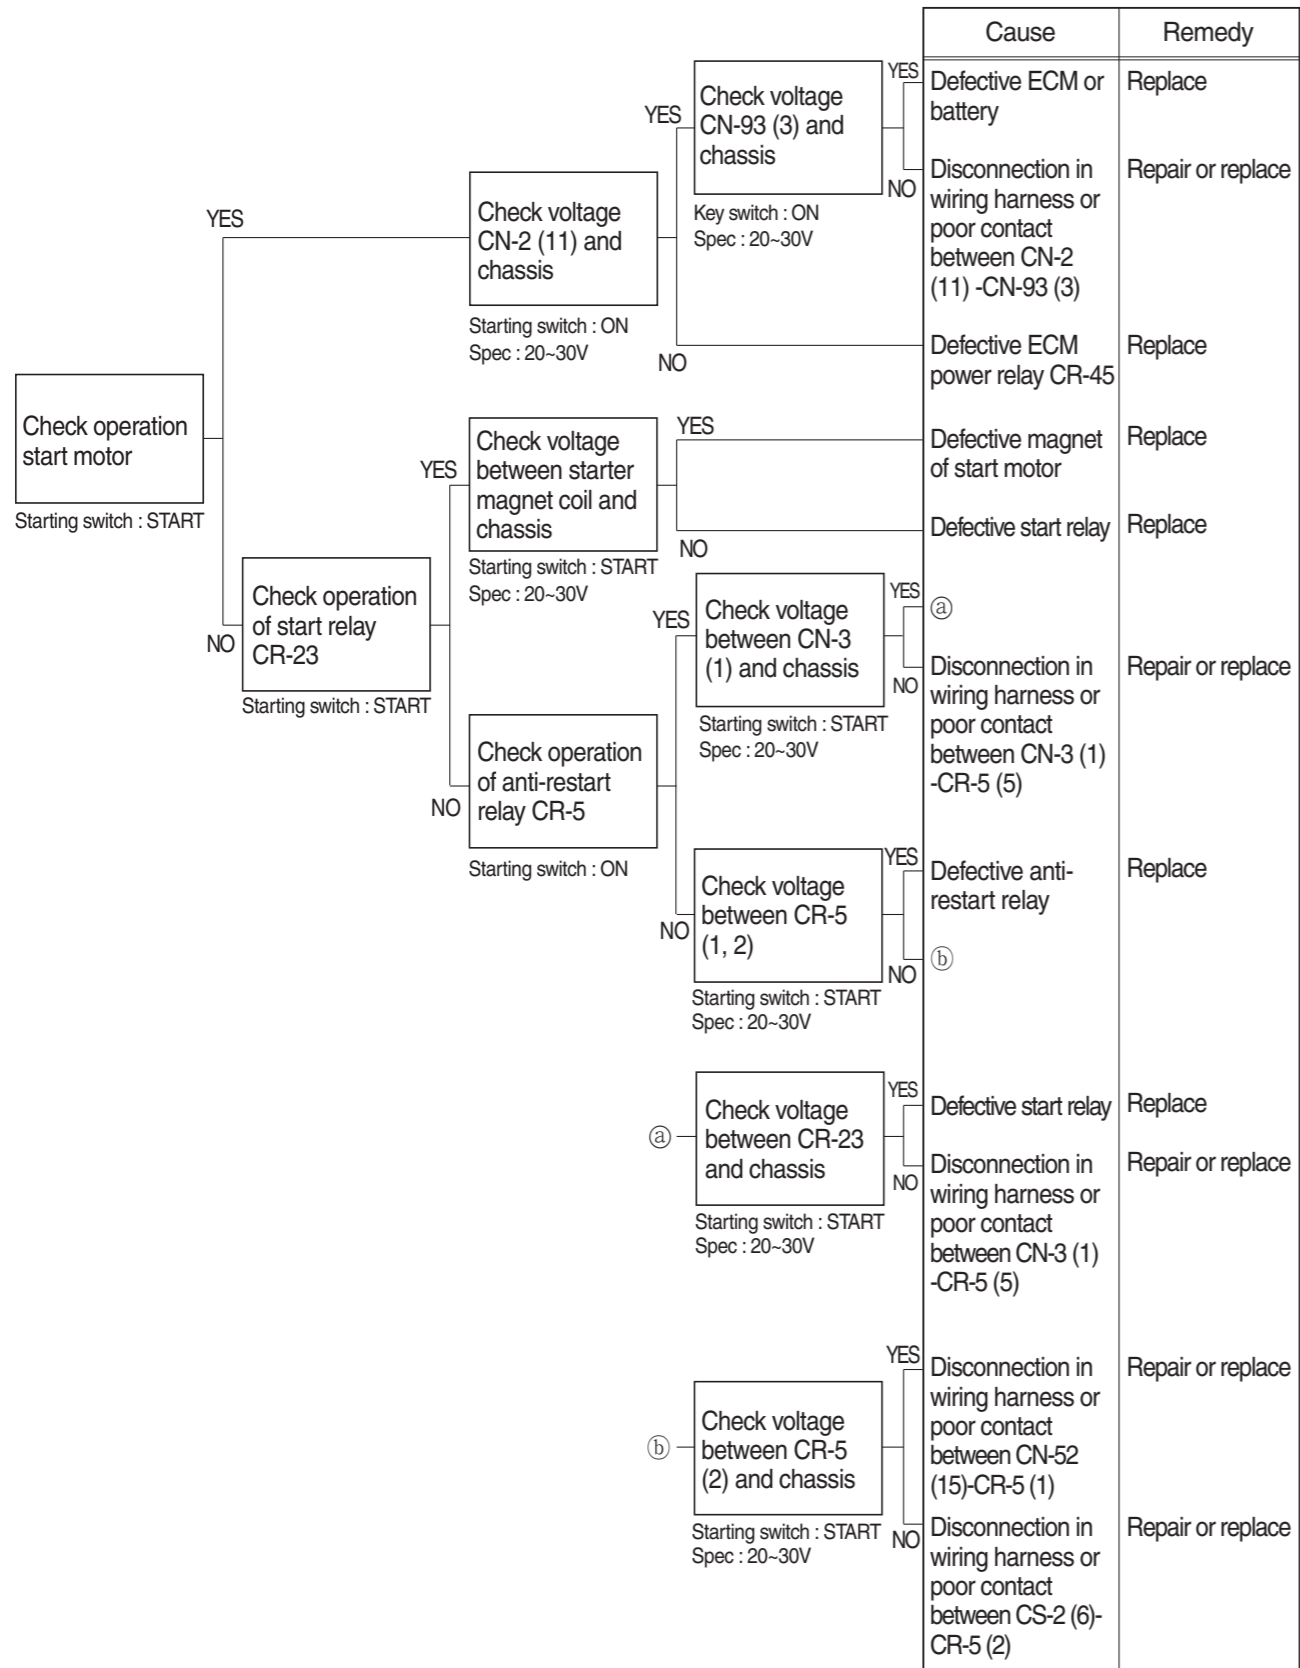 Cause
Remedy
YES
Check voltage
CN-93 (3) and
chassis
Key switch : ON
Spec : 20~30V
YES
Defective ECM or
battery
Replace
NO
Disconnection in
wiring harness or
poor contact
between CN-2
(11) -CN-93 (3)
Repair or replace
YES
Check voltage
CN-2 (11) and
chassis
Starting switch : ON
Spec : 20~30V
NO
Defective ECM
power relay CR-45
Replace
Check operation
start motor
Starting switch : START
YES
Check voltage
between starter
magnet coil and
chassis
Starting switch : START
Spec : 20~30V
YES
Defective magnet
of start motor
Replace
NO
Defective start relay
Replace
NO
Check operation
of start relay
CR-23
Starting switch : START
YES
Check voltage
between CN-3
(1) and chassis
Starting switch : START
Spec : 20~30V
YES
ⓐ
NO
Disconnection in
wiring harness or
poor contact
between CN-3 (1)
-CR-5 (5)
Repair or replace
NO
Check operation
of anti-restart
relay CR-5
Starting switch : ON
NO
Check voltage
between CR-5
(1, 2)
Starting switch : START
Spec : 20~30V
YES
Defective anti-
restart relay
Replace
NO
ⓑ
ⓐ
Check voltage
between CR-23
and chassis
Starting switch : START
Spec : 20~30V
YES
Defective start relay
Replace
NO
Disconnection in
wiring harness or
poor contact
between CN-3 (1)
-CR-5 (5)
Repair or replace
ⓑ
Check voltage
between CR-5
(2) and chassis
Starting switch : START
Spec : 20~30V
YES
Disconnection in
wiring harness or
poor contact
between CN-52
(15)-CR-5 (1)
Repair or replace
NO
Disconnection in
wiring harness or
poor contact
between CS-2 (6)-
CR-5 (2)
Repair or replace